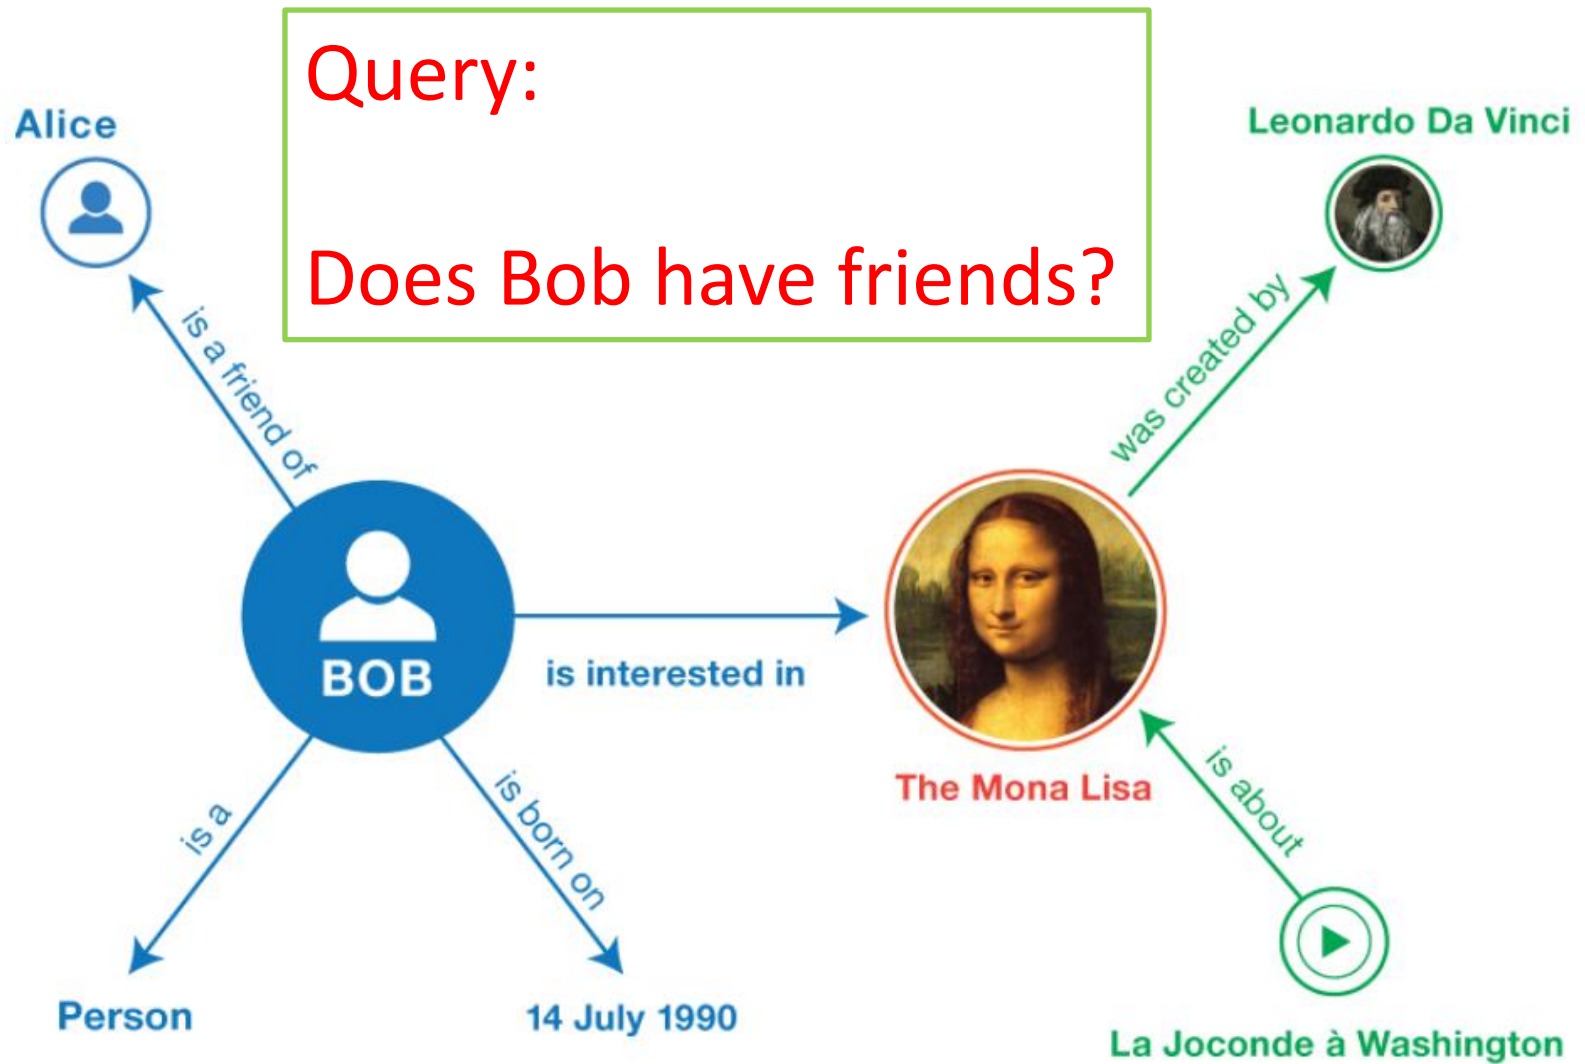 Query:
Does Bob have friends?
Alice
Leonardo Da Vinci
is a friend of
was created by
BOB
is interested in
The Mona Lisa
is a
is born on
is about
Person
14 July 1990
La Joconde à Washington